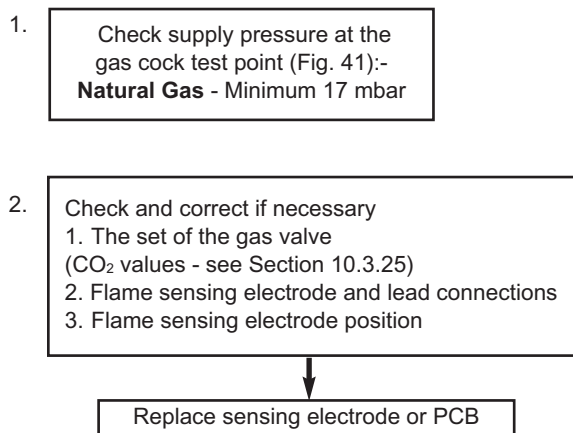 1.
Check supply pressure at the
gas cock test point (Fig. 41):-
Natural Gas - Minimum 17 mbar
2.
Check and correct if necessary
1. The set of the gas valve
(CO₂ values - see Section 10.3.25)
2. Flame sensing electrode and lead connections
3. Flame sensing electrode position
Replace sensing electrode or PCB